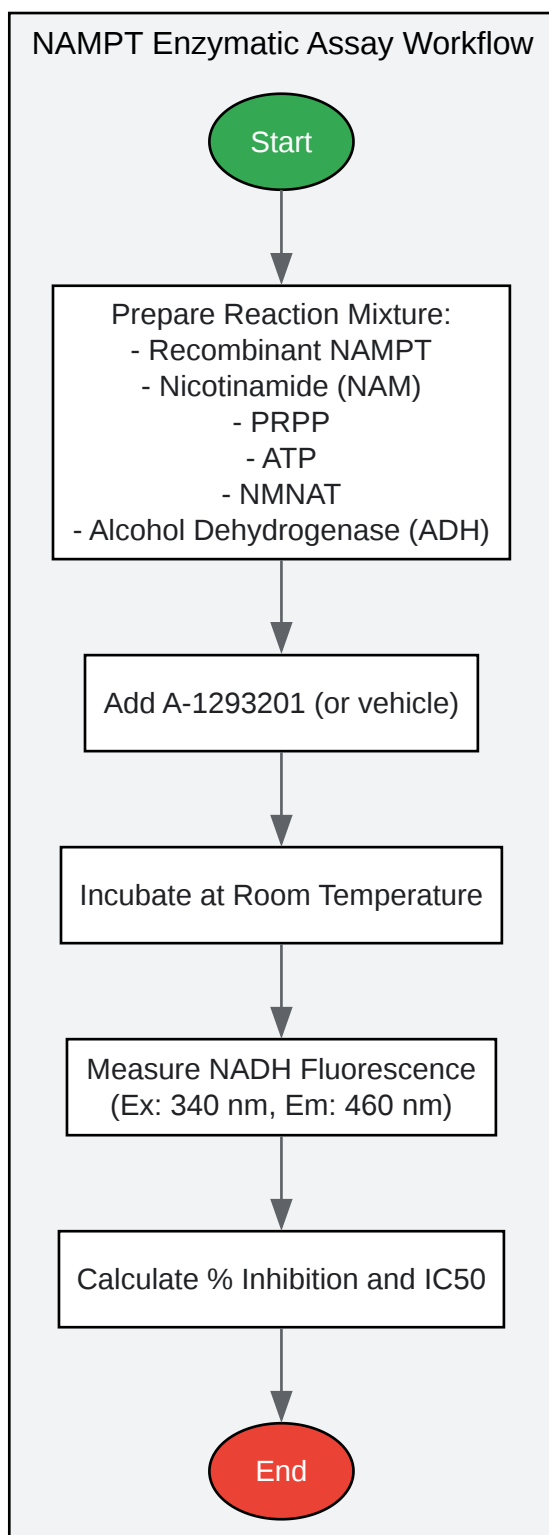 NAMPT Enzymatic Assay Workflow
Start
Prepare Reaction Mixture:
- Recombinant NAMPT
- Nicotinamide (NAM)
- PRPP
- ATP
- NMNAT
- Alcohol Dehydrogenase (ADH)
Add A-1293201 (or vehicle)
Incubate at Room Temperature
Measure NADH Fluorescence
(Ex: 340 nm, Em: 460 nm)
Calculate % Inhibition and IC50
End